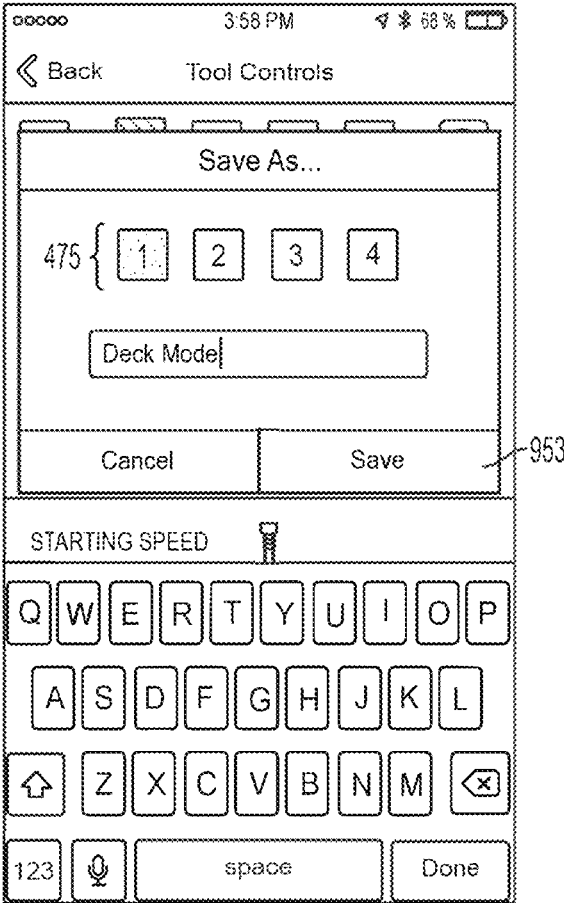 3:58 PM 68 %
Back Tool Controls
Save As...
475 1 2 3 4
Deck Mode
Cancel Save 953
STARTING SPEED
Q W E R T Y U I O P
A S D F G H J K L
Z X C V B N M
123 space Done